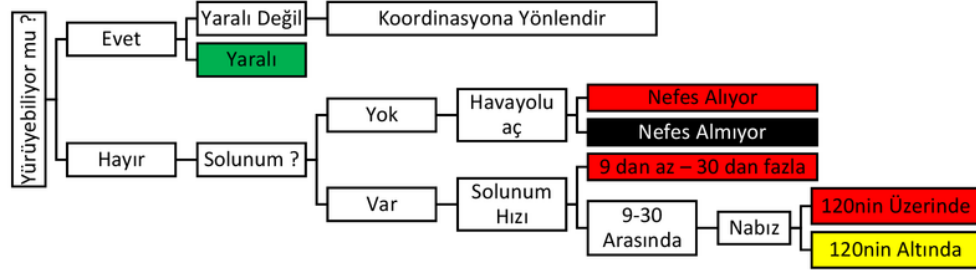 Yürüyebiliyor mu ?
Evet
Yaralı Değil
Koordinasyona Yönlendir
Yaralı
Hayır
Solunum ?
Yok
Havayolu
aç
Nefes Alıyor
Nefes Almıyor
Var
Solunum
Hızı
9 dan az – 30 dan fazla
9-30
Arasında
Nabız
120nin Üzerinde
120nin Altında